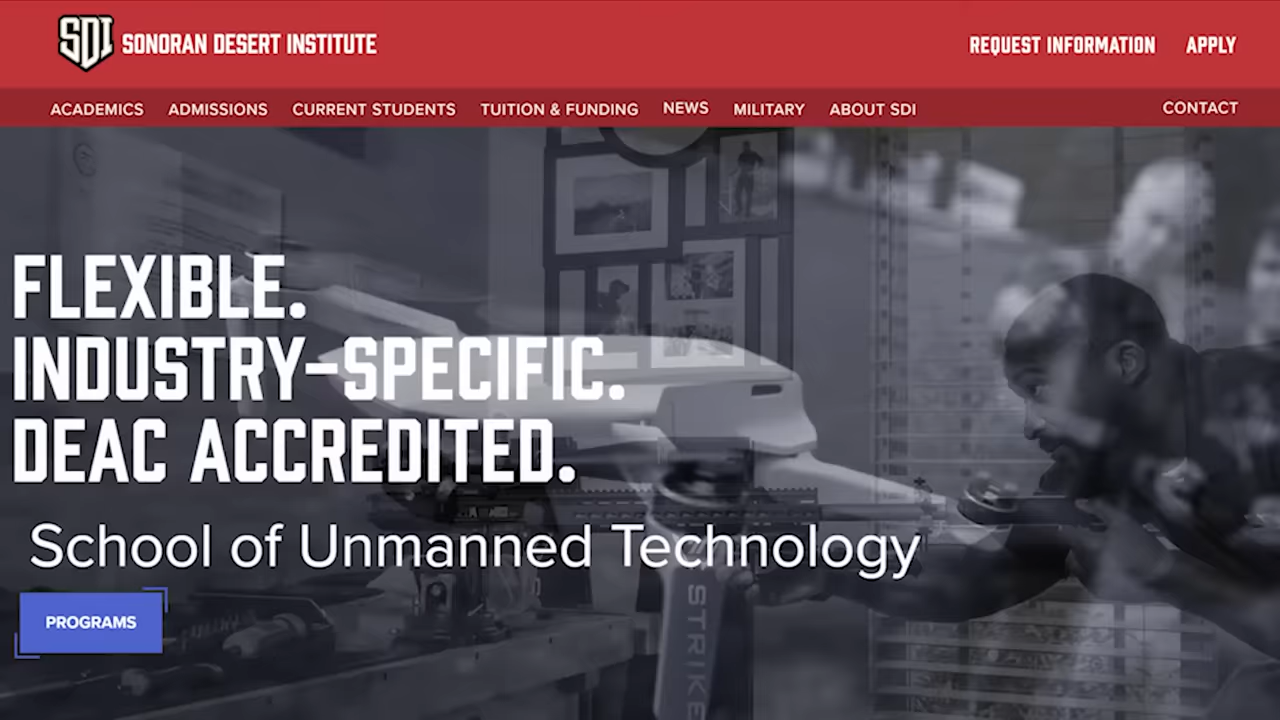 SDI SONORAN DESERT INSTITUTE
REQUEST INFORMATION APPLY
ACADEMICS ADMISSIONS CURRENT STUDENTS TUITION & FUNDING NEWS MILITARY ABOUT SDI CONTACT
FLEXIBLE.
INDUSTRY-SPECIFIC.
DEAC ACCREDITED.
School of Unmanned Technology
PROGRAMS
STRIKE